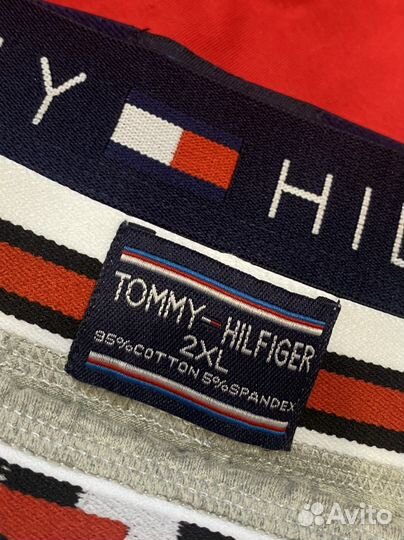 Y HIL
TOMMY HILFIGER
2XL
95%COTTON 5%SPANDEX
Avito